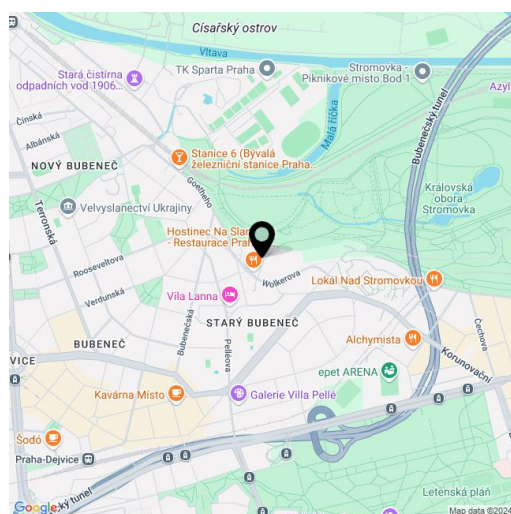 Císařský ostrov
Vltava
TK Sparta Praha
Stromovka -
Piknikové místo Bod 1
Stará čistírna
odpadních vod 1906...
Azyl
Malá říčka
Bubenečský tunel
Čínská
Albánská
Stanice 6 (Bývalá
železniční stanice Praha...
NOVÝ BUBENEČ
Goetheho
Královská
obora
Stromovka
Terronská
Velvyslanectví Ukrajiny
Hostinec Na Slam
- Restaurace Praha
Rooseveltova
Wolkerova
Lokál Nad Stromovkou
Verdunská
Vila Lanna
STARÝ BUBENEČ
Čechova
BUBENEČ
Bubenečská
Pelléova
Alchymista
VICE
Korunovační
epet ARENA
Kavárna Místo
Galerie Villa Pellé
Šodó
Praha-Dejvice
Letenská pláň
ký tunel
Google
Map data ©2024